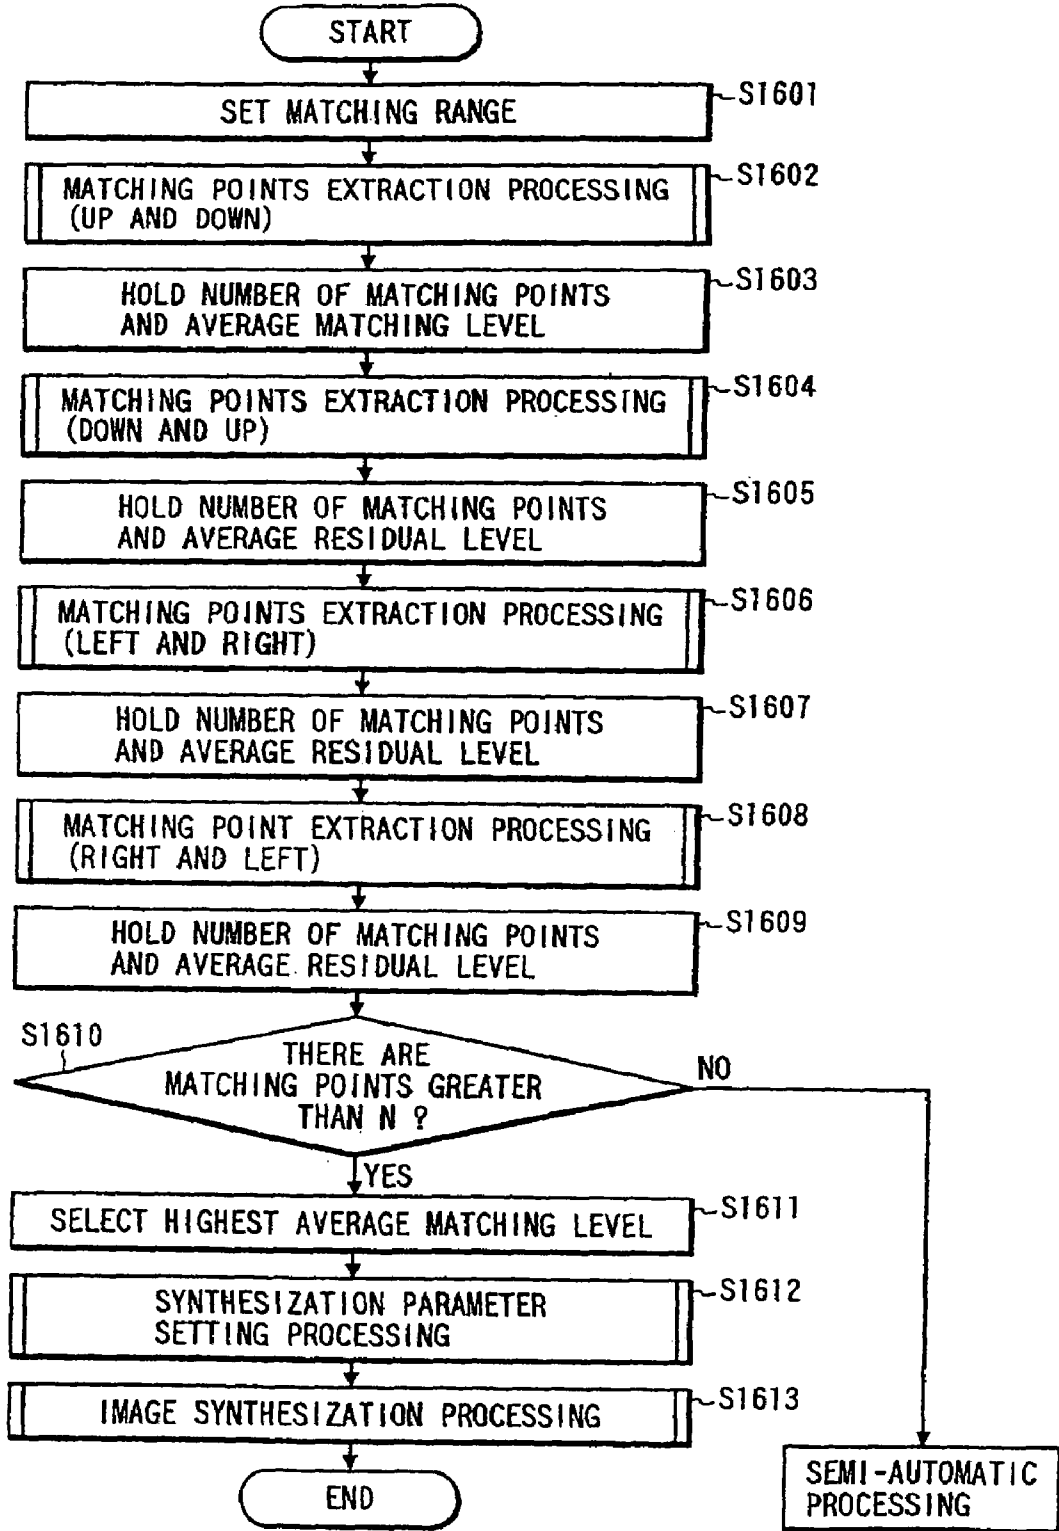 START
SET MATCHING RANGE
S1601
MATCHING POINTS EXTRACTION PROCESSING
(UP AND DOWN)
S1602
HOLD NUMBER OF MATCHING POINTS
AND AVERAGE MATCHING LEVEL
S1603
MATCHING POINTS EXTRACTION PROCESSING
(DOWN AND UP)
S1604
HOLD NUMBER OF MATCHING POINTS
AND AVERAGE RESIDUAL LEVEL
S1605
MATCHING POINTS EXTRACTION PROCESSING
(LEFT AND RIGHT)
S1606
HOLD NUMBER OF MATCHING POINTS
AND AVERAGE RESIDUAL LEVEL
S1607
MATCHING POINT EXTRACTION PROCESSING
(RIGHT AND LEFT)
S1608
HOLD NUMBER OF MATCHING POINTS
AND AVERAGE RESIDUAL LEVEL
S1609
S1610
THERE ARE
MATCHING POINTS GREATER
THAN N ?
NO
YES
SELECT HIGHEST AVERAGE MATCHING LEVEL
S1611
SYNTHESIZATION PARAMETER
SETTING PROCESSING
S1612
IMAGE SYNTHESIZATION PROCESSING
S1613
END
SEMI-AUTOMATIC
PROCESSING